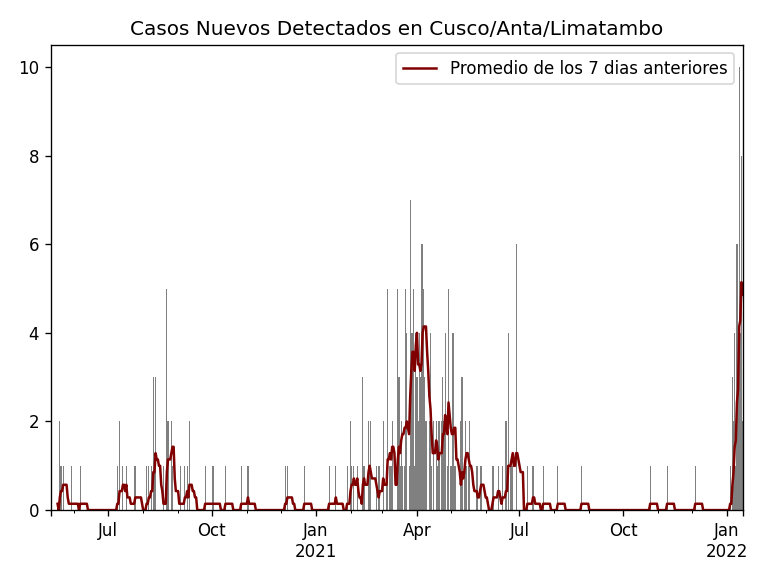 Casos Nuevos Detectados en Cusco/Anta/Limatambo
Promedio de los 7 dias anteriores
10
8
6
4
2
0
Jul Oct Jan Apr Jul Oct Jan
2021 2022